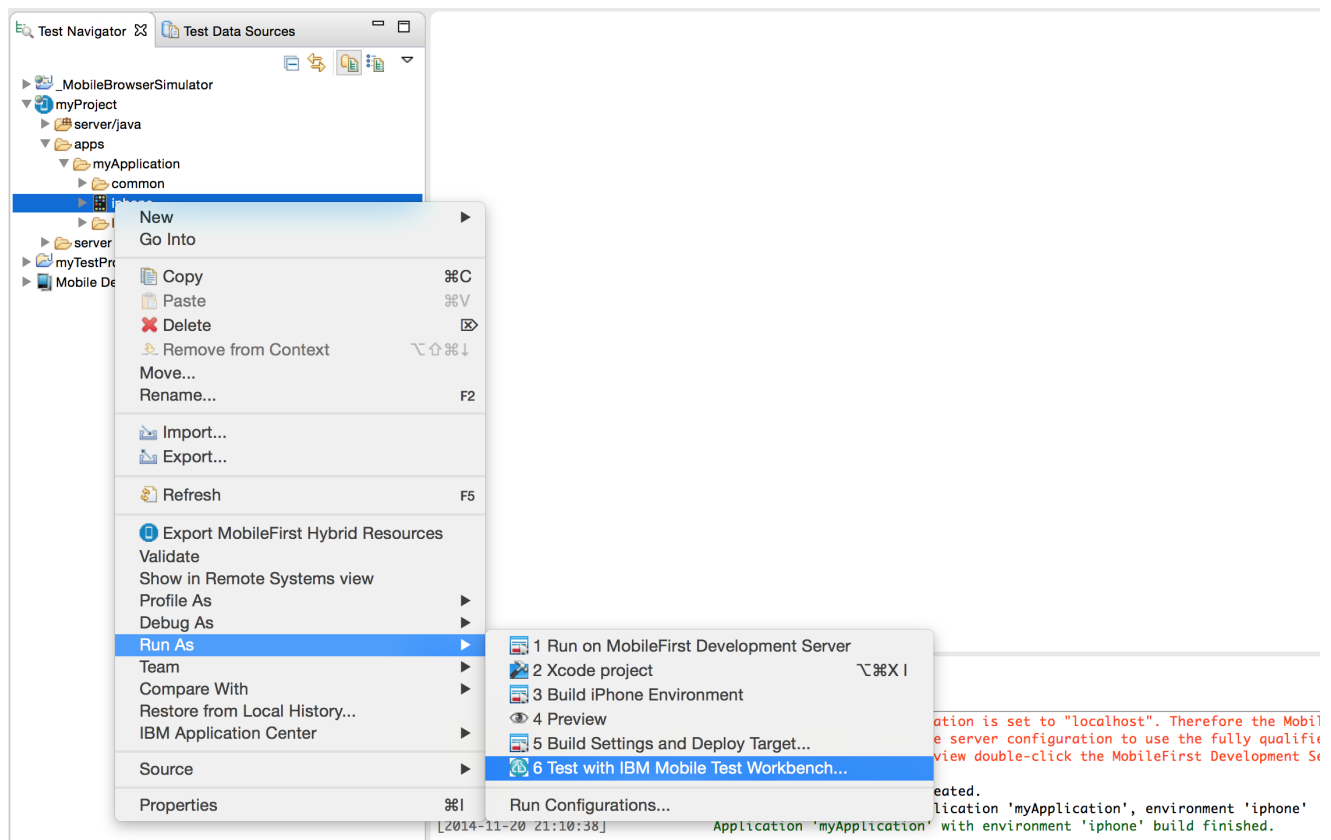 Test Navigator
Test Data Sources
_MobileBrowserSimulator
myProject
server/java
apps
myApplication
common
server
Mobile
New
Go Into
Copy ⌘C
Paste ⌘V
Delete ⌦
Remove from Context ⌥⇧⌘↓
Move...
Rename... F2
Import...
Export...
Refresh F5
Export MobileFirst Hybrid Resources
Validate
Show in Remote Systems view
Profile As
Debug As
Run As
Team
Compare With
Restore from Local History...
IBM Application Center
Source
Properties ⌘I
1 Run on MobileFirst Development Server
2 Xcode project ⌥⌘X I
3 Build iPhone Environment
4 Preview
5 Build Settings and Deploy Target...
6 Test with IBM Mobile Test Workbench...
Run Configurations...
ation is set to "localhost". Therefore the Mobil
e server configuration to use the fully qualifie
view double-click the MobileFirst Development Se
eated.
lication 'myApplication', environment 'iphone'
[2014-11-20 21:10:38] Application 'myApplication' with environment 'iphone' build finished.